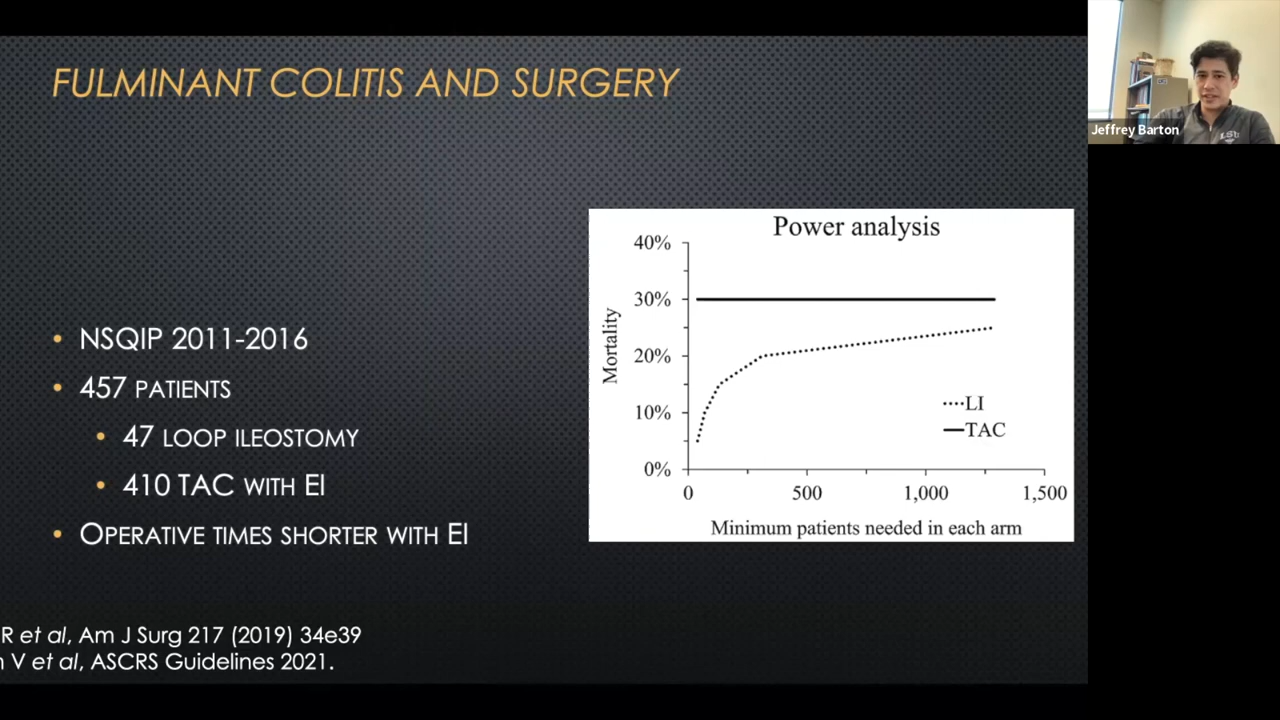 FULMINANT COLITIS AND SURGERY
Jeffrey Barton
LSU
Power analysis
40%
30%
20%
10%
0%
Mortality
LI
TAC
0 500 1,000 1,500
Minimum patients needed in each arm
• NSQIP 2011-2016
• 457 PATIENTS
• 47 LOOP ILEOSTOMY
• 410 TAC WITH EI
• OPERATIVE TIMES SHORTER WITH EI
R et al, Am J Surg 217 (2019) 34e39
V et al, ASCRS Guidelines 2021.